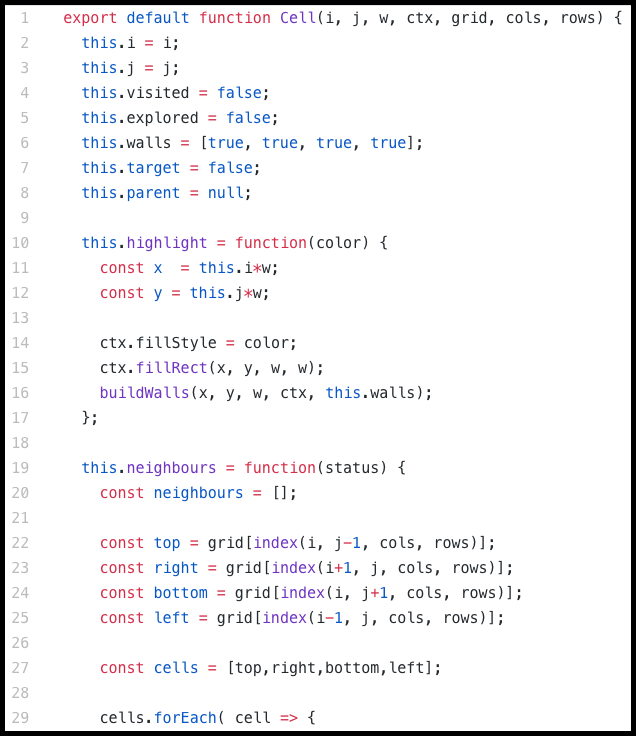 1 export default function Cell(i, j, w, ctx, grid, cols, rows) {
2 this.i = i;
3 this.j = j;
4 this.visited = false;
5 this.explored = false;
6 this.walls = [true, true, true, true];
7 this.target = false;
8 this.parent = null;
9
10 this.highlight = function(color) {
11 const x  = this.i*w;
12 const y = this.j*w;
13
14 ctx.fillStyle = color;
15 ctx.fillRect(x, y, w, w);
16 buildWalls(x, y, w, ctx, this.walls);
17 };
18
19 this.neighbours = function(status) {
20 const neighbours = [];
21
22 const top = grid[index(i, j-1, cols, rows)];
23 const right = grid[index(i+1, j, cols, rows)];
24 const bottom = grid[index(i, j+1, cols, rows)];
25 const left = grid[index(i-1, j, cols, rows)];
26
27 const cells = [top,right,bottom,left];
28
29 cells.forEach( cell => {